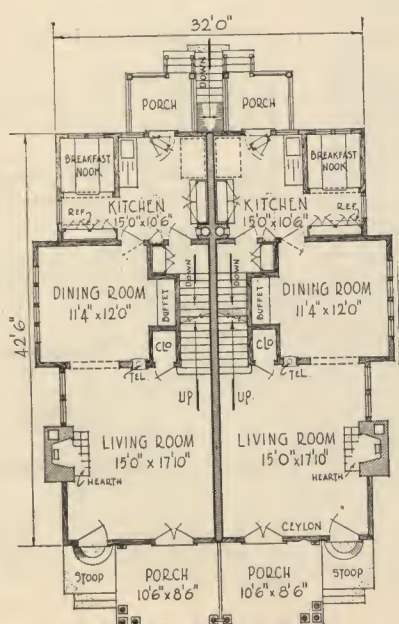 32'0"
DOWN
PORCH PORCH
BREAKFAST NOOK BREAKFAST NOOK
REF. REF.
KITCHEN KITCHEN
15'0"x10'6" 15'0"x10'6"
DOWN DOWN
DINING ROOM DINING ROOM
11'4"x12'0" 11'4"x12'0"
BUFFET BUFFET
42'6"
CLO CLO
TEL. TEL.
UP UP.
LIVING ROOM LIVING ROOM
15'0"x17'10" 15'0"x17'10"
HEARTH HEARTH
CEYLON
STOOP STOOP
PORCH PORCH
10'6"x8'6" 10'6"x8'6"